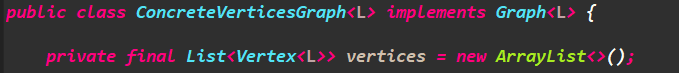 public class ConcreteVerticesGraph<L> implements Graph<L> {
private final List<Vertex<L>> vertices = new ArrayList<>();